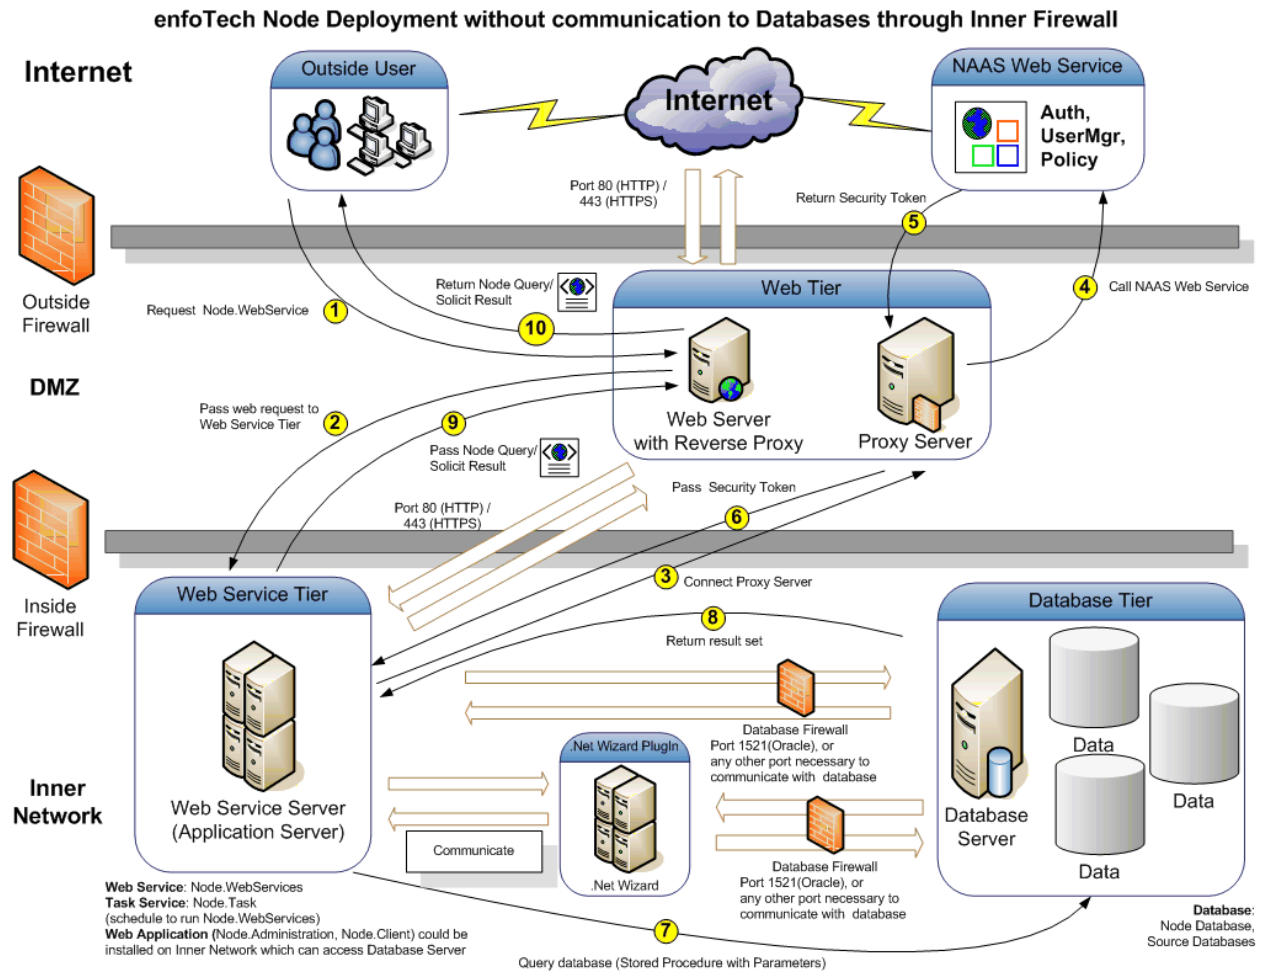 enfoTech Node Deployment without communication to Databases through Inner Firewall
Internet
Outside User
Internet
NAAS Web Service
Auth,
UserMgr,
Policy
Port 80 (HTTP) /
443 (HTTPS)
Return Security Token
5
Outside
Firewall
Request Node.WebService
1
Return Node Query/
Solicit Result
10
Web Tier
4
Call NAAS Web Service
DMZ
Pass web request to
Web Service Tier
2
9
Pass Node Query/
Solicit Result
Web Server
with Reverse Proxy
Proxy Server
Port 80 (HTTP) /
443 (HTTPS)
Pass Security Token
6
Inside
Firewall
3
Connect Proxy Server
Web Service Tier
8
Return result set
Database Tier
Database Firewall
Port 1521(Oracle), or
any other port necessary to
communicate with database
Data
Data
Data
Database
Server
Inner
Network
Web Service Server
(Application Server)
.Net Wizard PlugIn
.Net Wizard
Communicate
Database Firewall
Port 1521(Oracle), or
any other port necessary to
communicate with database
Web Service: Node.WebServices
Task Service: Node.Task
(schedule to run Node.WebServices)
Web Application (Node.Administration, Node.Client) could be
installed on Inner Network which can access Database Server
7
Query database (Stored Procedure with Parameters)
Database:
Node Database,
Source Databases